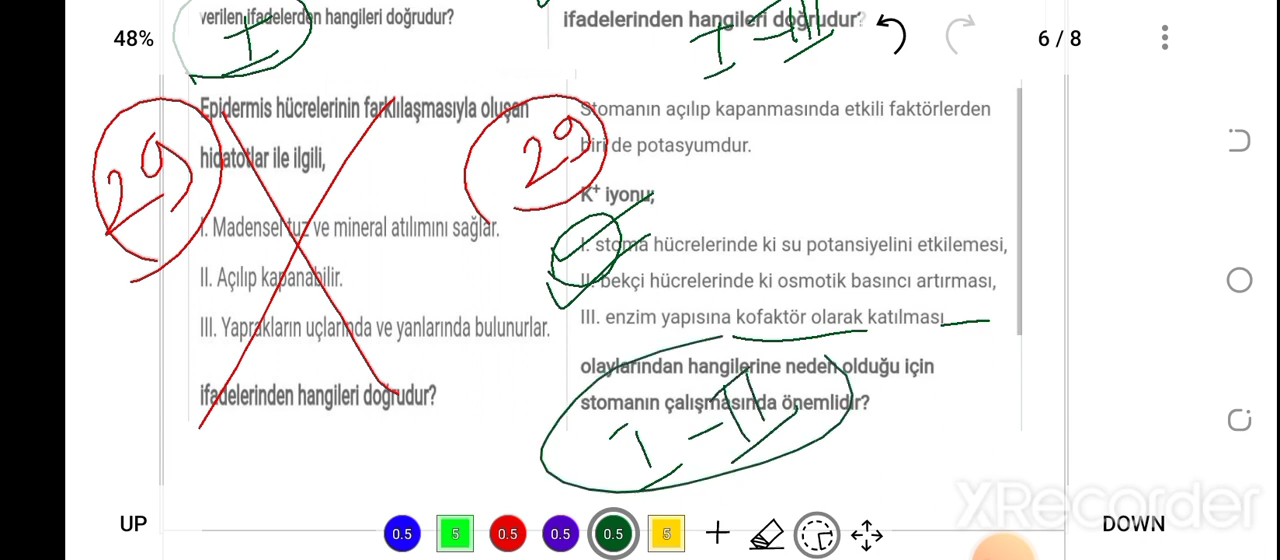 verilen ifadelerden hangileri doğrudur?
I
ifadelerinden hangileri doğrudur?
I - III
48%
6 / 8
29
Epidermis hücrelerinin farklılaşmasıyla oluşan
hidatotlar ile ilgili,
I. Madensel tuz ve mineral atılımını sağlar.
II. Açılıp kapanabilir.
III. Yaprakların uçlarında ve yanlarında bulunurlar.
ifadelerinden hangileri doğrudur?
29
Stomanın açılıp kapanmasında etkili faktörlerden
biri de potasyumdur.
K+ iyonu;
I. stoma hücrelerinde ki su potansiyelini etkilemesi,
II. bekçi hücrelerinde ki osmotik basıncı artırması,
III. enzim yapısına kofaktör olarak katılması
olaylarından hangilerine neden olduğu için
stomanın çalışmasında önemlidir?
I - II
XRecorder
UP
0.5
5
0.5
0.5
0.5
5
DOWN